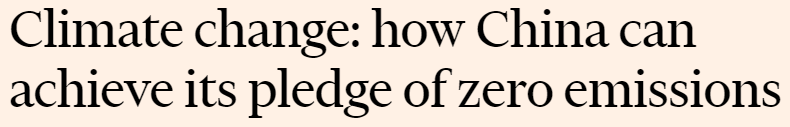 Climate change: how China can
achieve its pledge of zero emissions